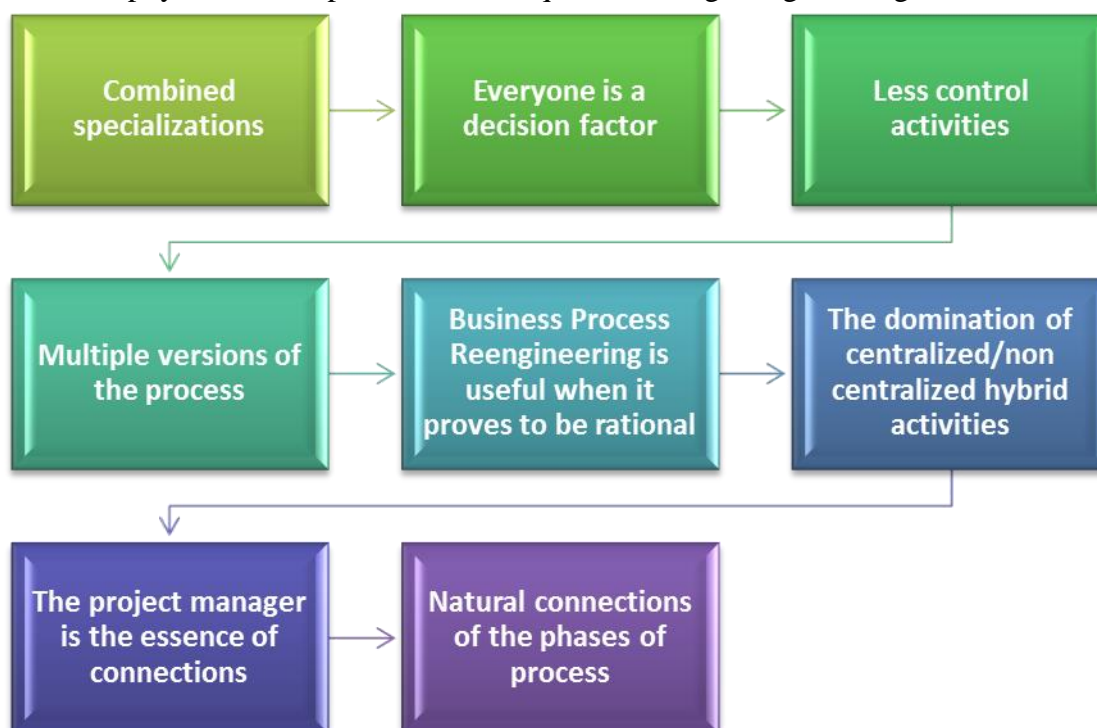 Combined
specializations
Everyone is a
decision factor
Less control
activities
Multiple versions of
the process
Business Process
Reengineering is
useful when it
proves to be rational
The domination of
centralized/non
centralized hybrid
activities
The project manager
is the essence of
connections
Natural connections
of the phases of
process